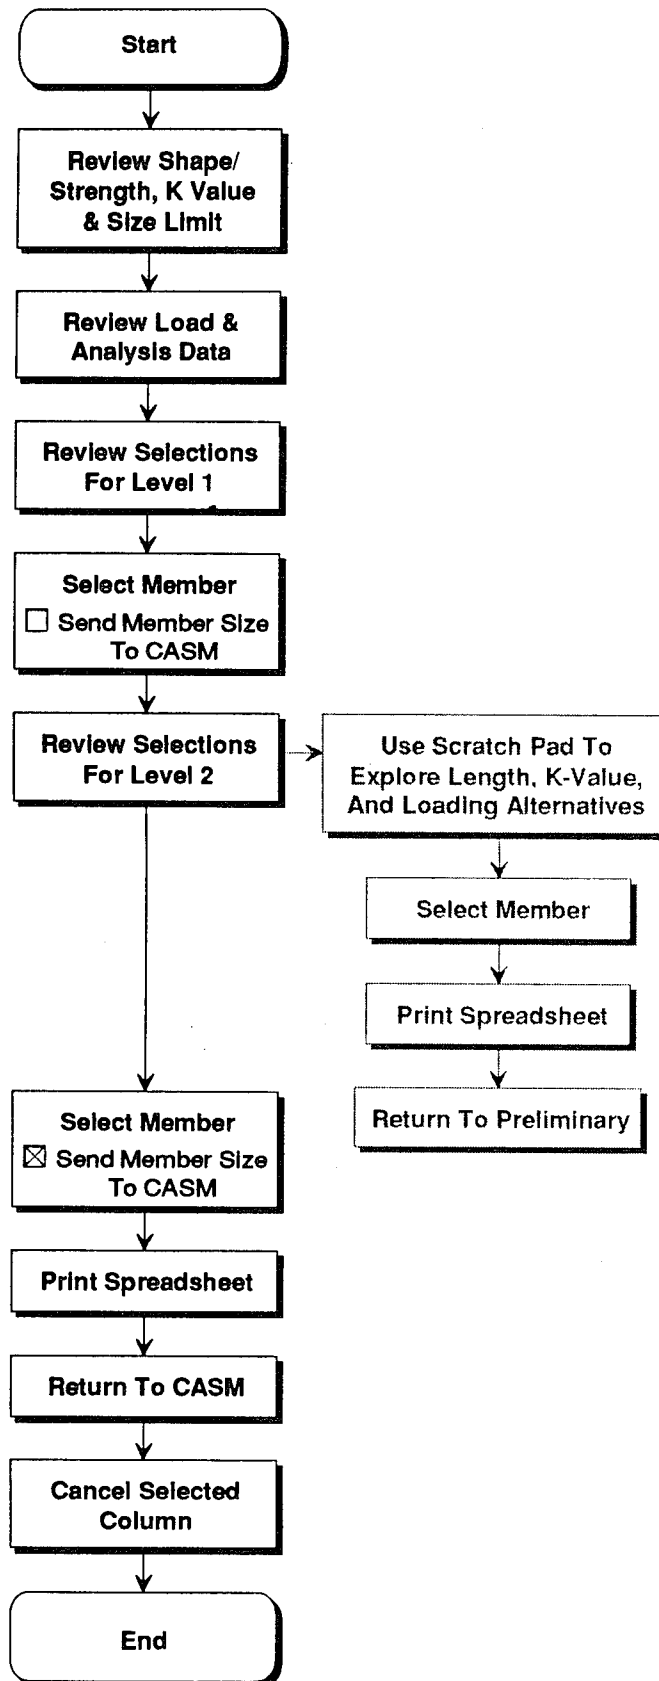 Start
Review Shape/
Strength, K Value
& Size Limit
Review Load &
Analysis Data
Review Selections
For Level 1
Select Member
Send Member Size
To CASM
Review Selections
For Level 2
Use Scratch Pad To
Explore Length, K-Value,
And Loading Alternatives
Select Member
Print Spreadsheet
Return To Preliminary
Select Member
Send Member Size
To CASM
Print Spreadsheet
Return To CASM
Cancel Selected
Column
End